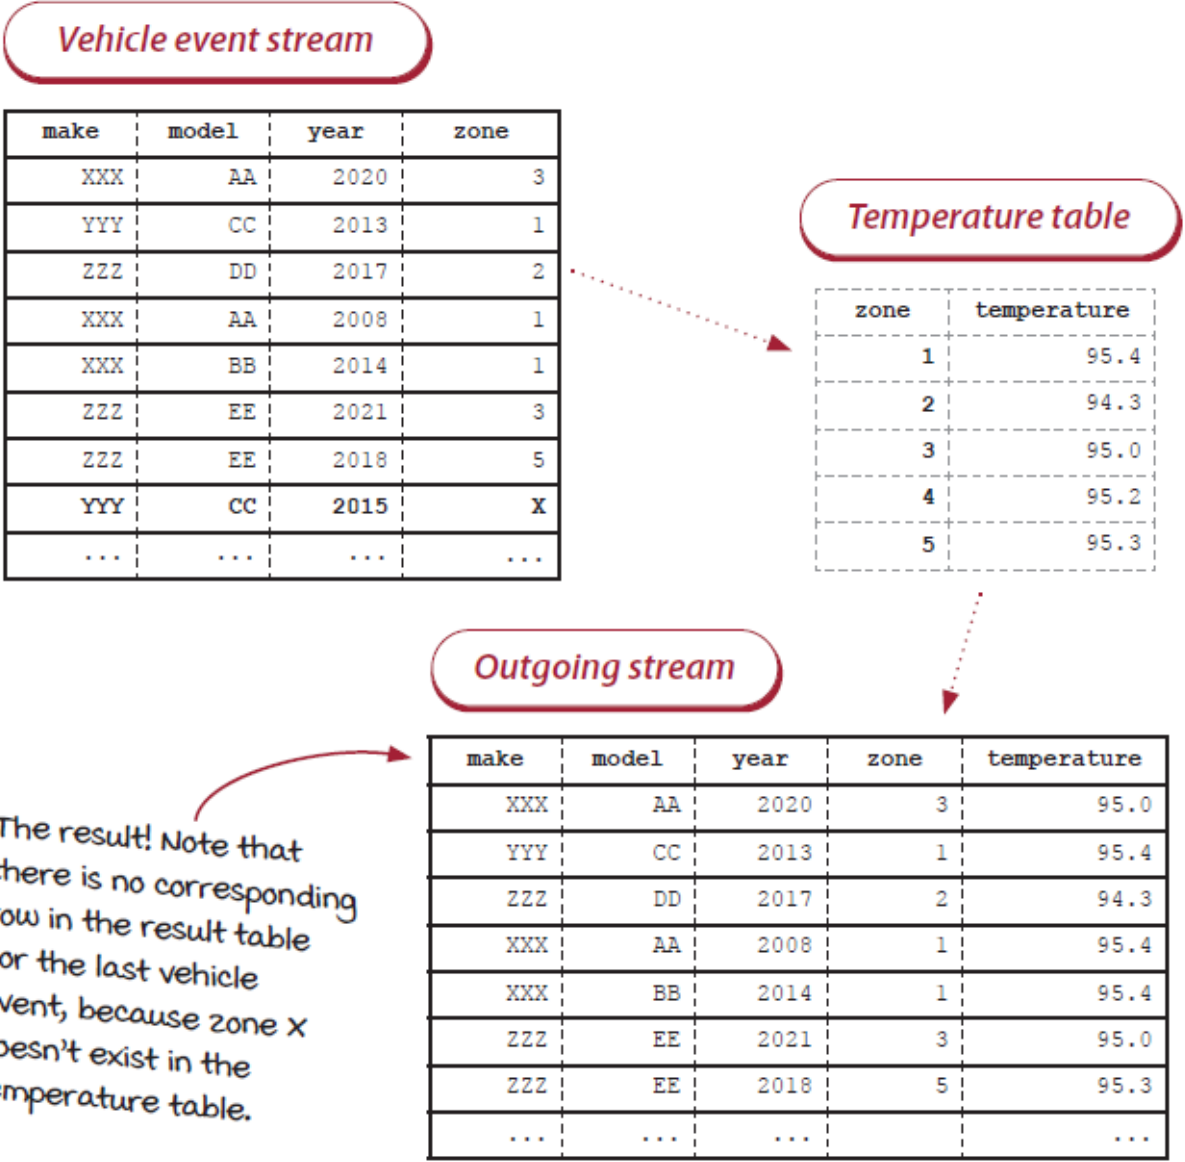 Vehicle event stream
make model year zone
XXX AA 2020 3
YYY CC 2013 1
ZZZ DD 2017 2
XXX AA 2008 1
XXX BB 2014 1
ZZZ EE 2021 3
ZZZ EE 2018 5
YYY CC 2015 X
... ... ... ...
Temperature table
zone temperature
1 95.4
2 94.3
3 95.0
4 95.2
5 95.3
Outgoing stream
make model year zone temperature
XXX AA 2020 3 95.0
YYY CC 2013 1 95.4
ZZZ DD 2017 2 94.3
XXX AA 2008 1 95.4
XXX BB 2014 1 95.4
ZZZ EE 2021 3 95.0
ZZZ EE 2018 5 95.3
... ... ... ...
The result! Note that
there is no corresponding
row in the result table
for the last vehicle
event, because zone X
doesn't exist in the
temperature table.